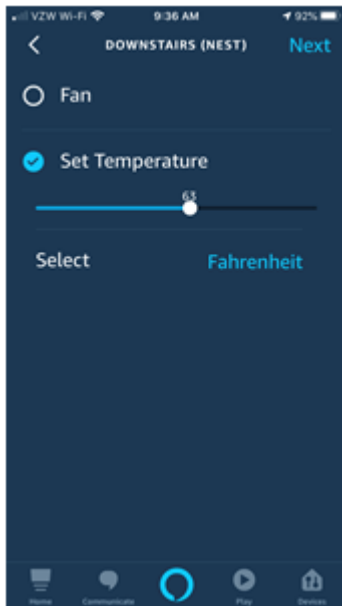 VZW Wi-Fi 9:36 AM 92%
DOWNSTAIRS (NEST) Next
Fan
Set Temperature
63
Select Fahrenheit
Home Communicate Play Devices